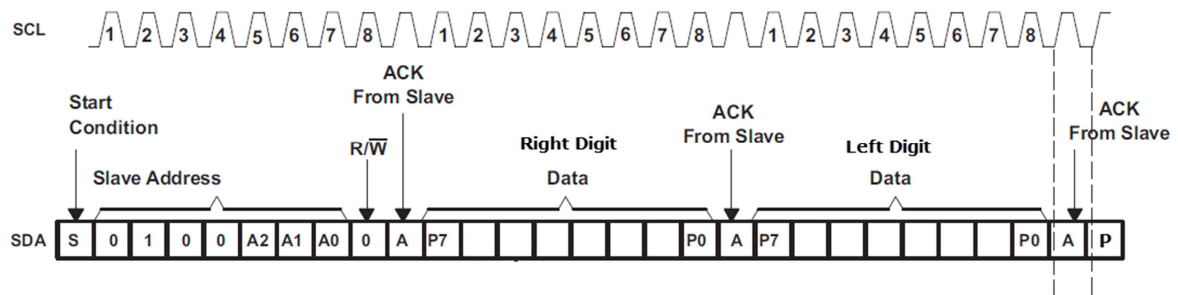 SCL 1 2 3 4 5 6 7 8 1 2 3 4 5 6 7 8 1 2 3 4 5 6 7 8
Start
Condition
ACK
From Slave
ACK
From Slave
ACK
From Slave
R/W̅
Right Digit
Left Digit
Slave Address
Data
Data
SDA S 0 1 0 0 A2 A1 A0 0 A P7 P0 A P7 P0 A P